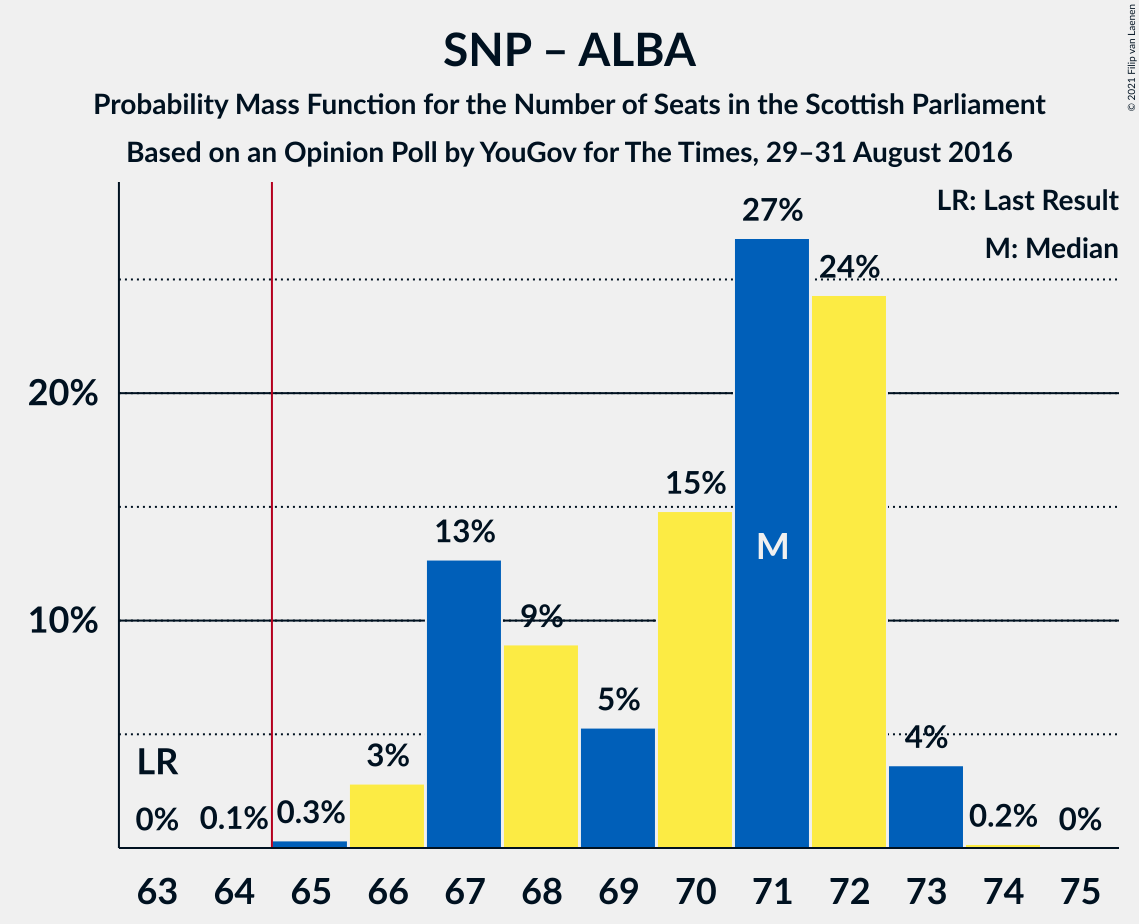 SNP – ALBA
Probability Mass Function for the Number of Seats in the Scottish Parliament
Based on an Opinion Poll by YouGov for The Times, 29–31 August 2016
© 2021 Filip van Laenen
LR: Last Result
M: Median
27%
24%
20%
15%
13%
M
10%
9%
5%
4%
3%
LR
0%
0.1%
0.3%
0.2%
0%
63 64 65 66 67 68 69 70 71 72 73 74 75